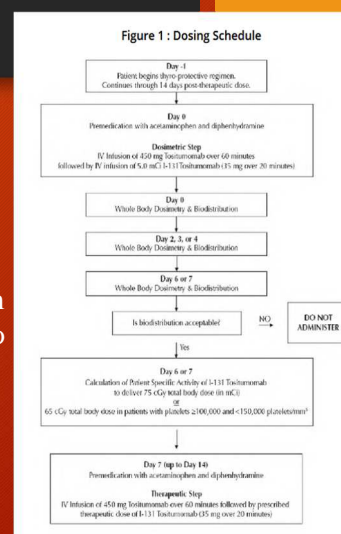 Figure 1 : Dosing Schedule
Day -1
Patient begins thyro-protective regimen.
Continues through 14 days post-therapeutic dose.
Day 0
Premedication with acetaminophen and diphenhydramine
Dosimetric Step
IV Infusion of 450 mg Tositumomab over 60 minutes
followed by IV infusion of 5.0 mCi I-131 Tositumomab (35 mg over 20 minutes)
Day 0
Whole Body Dosimetry & Biodistribution
Day 2, 3, or 4
Whole Body Dosimetry & Biodistribution
Day 6 or 7
Whole Body Dosimetry & Biodistribution
Is biodistribution acceptable?
NO
DO NOT
ADMINISTER
Yes
Day 6 or 7
Calculation of Patient Specific Activity of I-131 Tositumomab
to deliver 75 cGy total body dose (in mCi)
or
65 cGy total body dose in patients with platelets ≥100,000 and <150,000 platelets/mm³
Day 7 (up to Day 14)
Premedication with acetaminophen and diphenhydramine
Therapeutic Step
IV Infusion of 450 mg Tositumomab over 60 minutes followed by prescribed
therapeutic dose of I-131 Tositumomab (35 mg over 20 minutes)